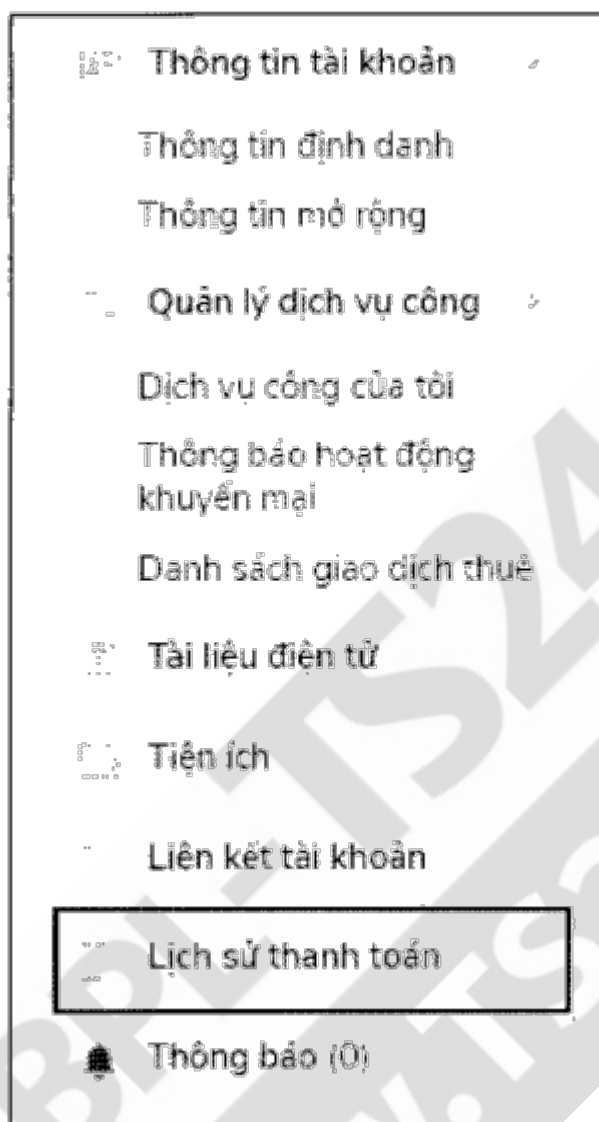 Thông tin tài khoản
Thông tin định danh
Thông tin mở rộng
Quản lý dịch vụ công
Dịch vụ công của tôi
Thông báo hoạt động
khuyến mại
Danh sách giao dịch thuế
Tài liệu điện tử
Tiện ích
Liên kết tài khoản
Lịch sử thanh toán
Thông báo (0)
BPL - TS24